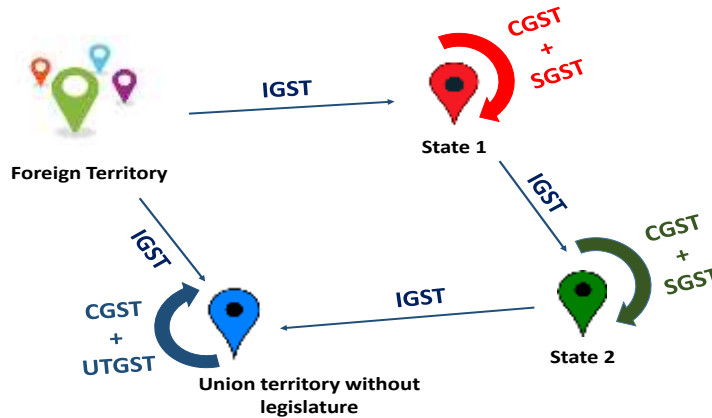 CGST
+
SGST
IGST
State 1
Foreign Territory
IGST
CGST
+
SGST
IGST
IGST
CGST
+
UTGST
State 2
Union territory without
legislature